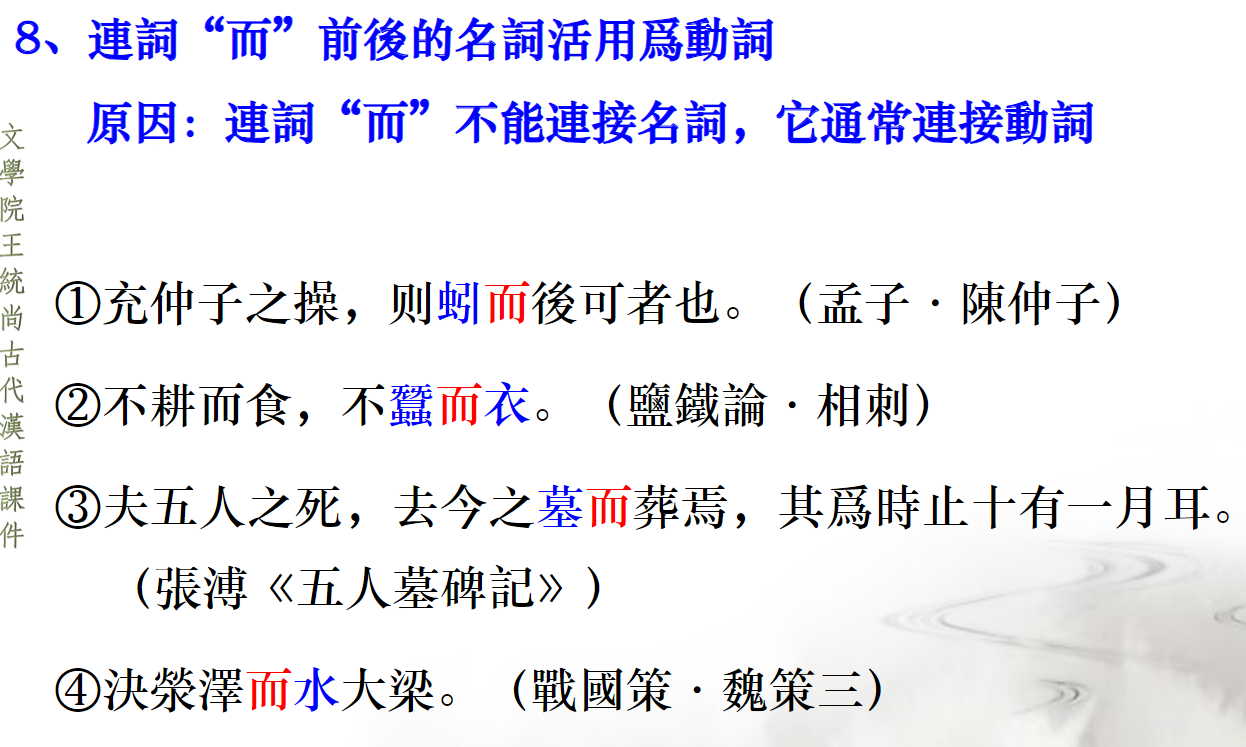 8、連詞“而”前後的名詞活用爲動詞
原因：連詞“而”不能連接名詞，它通常連接動詞
①充仲子之操，则蚓而後可者也。（孟子·陳仲子）
②不耕而食，不蠶而衣。（鹽鐵論·相刺）
③夫五人之死，去今之墓而葬焉，其爲時止十有一月耳。
（張溥《五人墓碑記》）
④決滎澤而水大梁。（戰國策·魏策三）
文學院王統尚古代漢語課件